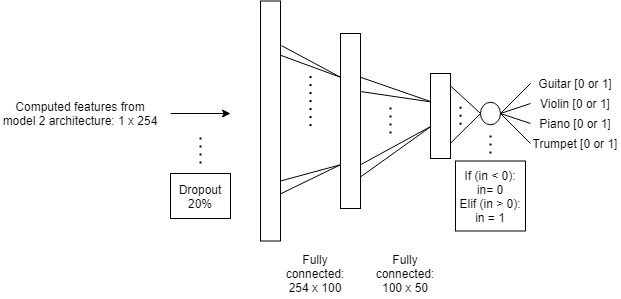 Computed features from
model 2 architecture: 1 x 254
Dropout
20%
Fully
connected:
254 x 100
Fully
connected:
100 x 50
If (in < 0):
in= 0
Elif (in > 0):
in = 1
Guitar [0 or 1]
Violin [0 or 1]
Piano [0 or 1]
Trumpet [0 or 1]